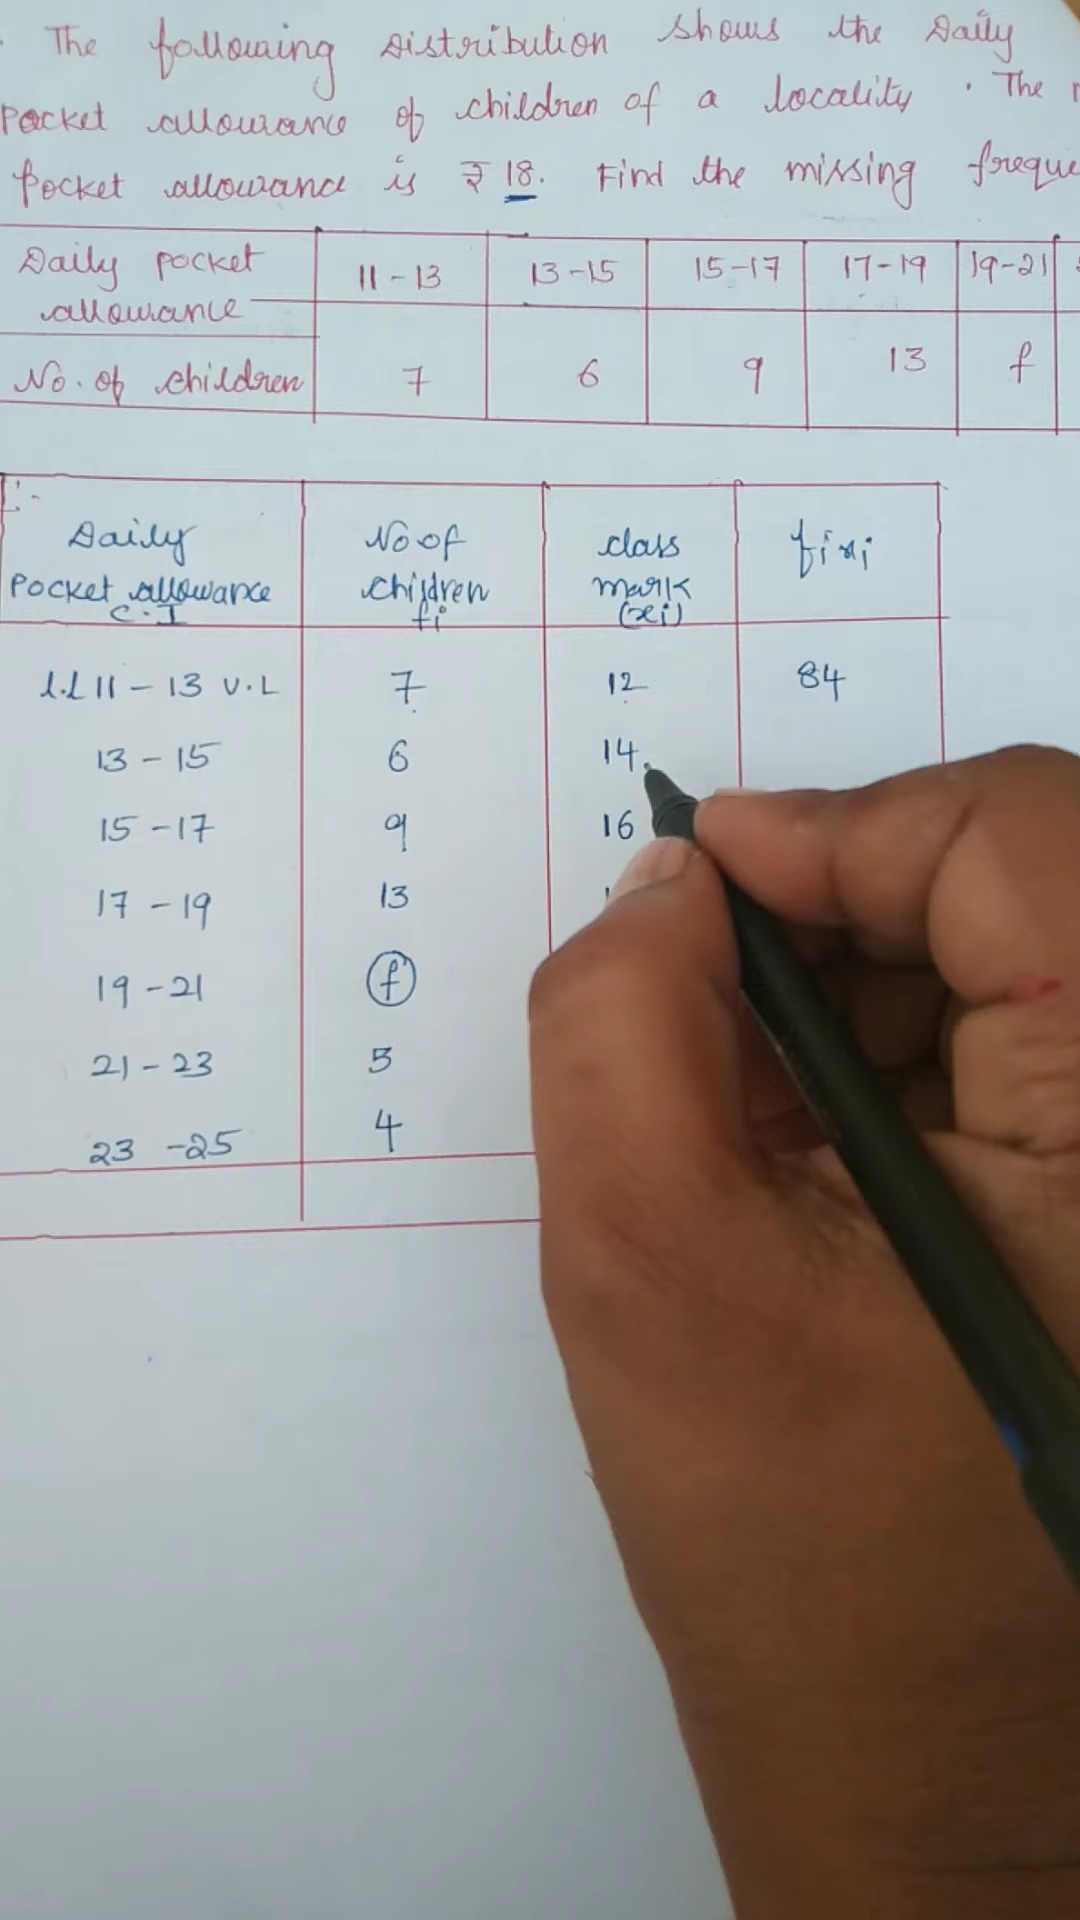 The following Distribution shows the Daily
Pocket allowance of children of a locality. The
Pocket allowance is ₹ 18. Find the missing
Daily pocket allowance 11-13 13-15 15-17 17-19 19-21
No. of children 7 6 9 13 f
Daily Pocket allowance C.I No of children fi class mark (xi) fixi
l.l 11-13 U.L 7 12 84
13-15 6 14
15-17 9 16
17-19 13
19-21 f
21-23 5
23-25 4